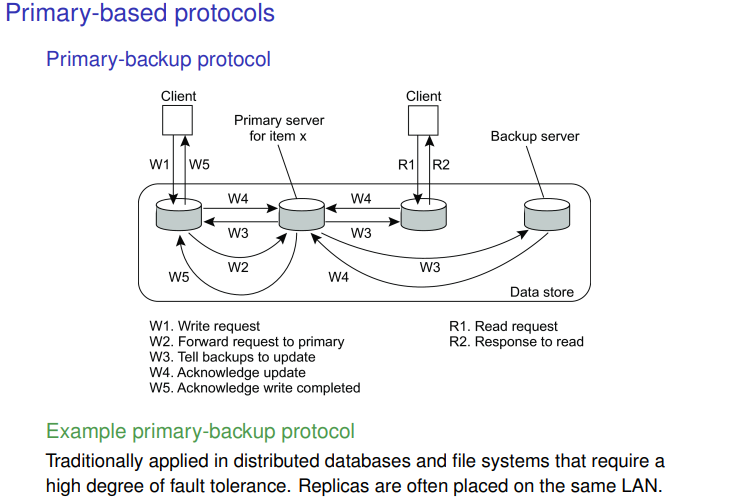 Primary-based protocols
Primary-backup protocol
Client
Client
Primary server
for item x
Backup server
W1
W5
R1
R2
W4
W4
W3
W3
W2
W3
W5
W4
Data store
W1. Write request
W2. Forward request to primary
W3. Tell backups to update
W4. Acknowledge update
W5. Acknowledge write completed
R1. Read request
R2. Response to read
Example primary-backup protocol
Traditionally applied in distributed databases and file systems that require a
high degree of fault tolerance. Replicas are often placed on the same LAN.